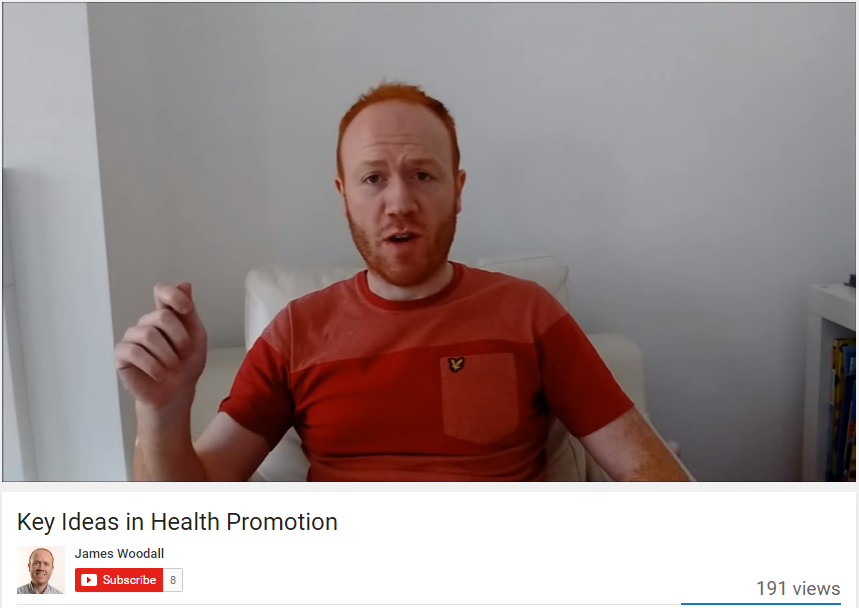 Key Ideas in Health Promotion
James Woodall
Subscribe 8
191 views